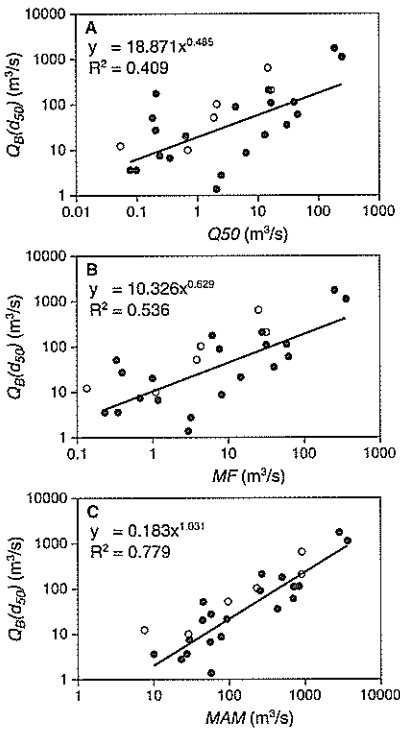 10000
A
y = 18.871x^0.485
1000
R² = 0.409
100
10
1
Q_B(d_50) (m³/s)
0.01 0.1 1 10 100 1000
Q50 (m³/s)
10000
B
y = 10.326x^0.629
1000
R² = 0.536
100
10
1
Q_B(d_50) (m³/s)
0.1 1 10 100 1000
MF (m³/s)
10000
C
y = 0.183x^1.031
1000
R² = 0.779
100
10
1
Q_B(d_50) (m³/s)
1 10 100 1000 10000
MAM (m³/s)